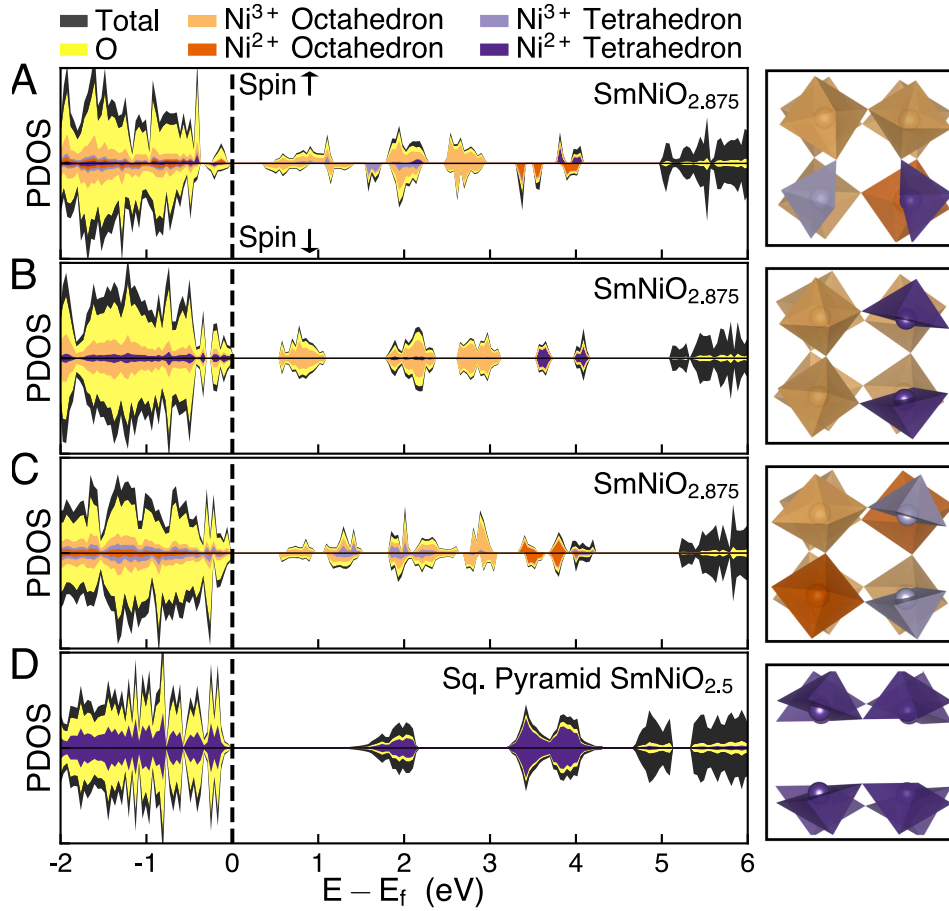 Total Ni³⁺ Octahedron Ni³⁺ Tetrahedron
O Ni²⁺ Octahedron Ni²⁺ Tetrahedron
A
Spin↑ SmNiO₂.₈₇₅
PDOS
Spin↓
B
SmNiO₂.₈₇₅
PDOS
C
SmNiO₂.₈₇₅
PDOS
D
Sq. Pyramid SmNiO₂.₅
PDOS
-2 -1 0 1 2 3 4 5 6
E − E_f (eV)